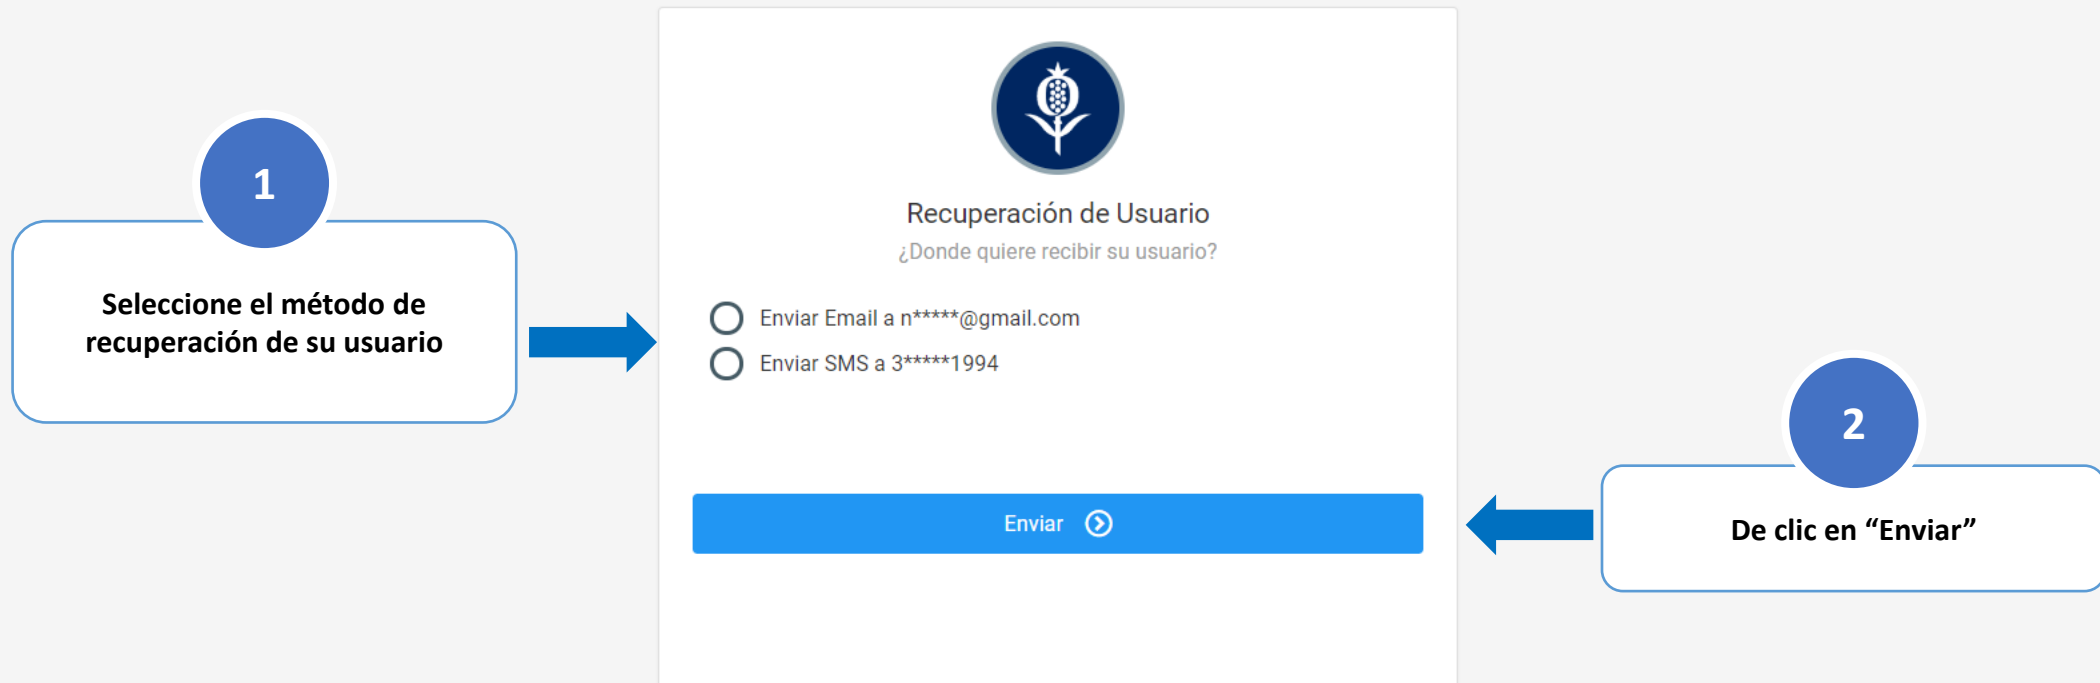 1
Seleccione el método de
recuperación de su usuario
Recuperación de Usuario
¿Donde quiere recibir su usuario?
Enviar Email a n*****@gmail.com
Enviar SMS a 3*****1994
Enviar
2
De clic en “Enviar”